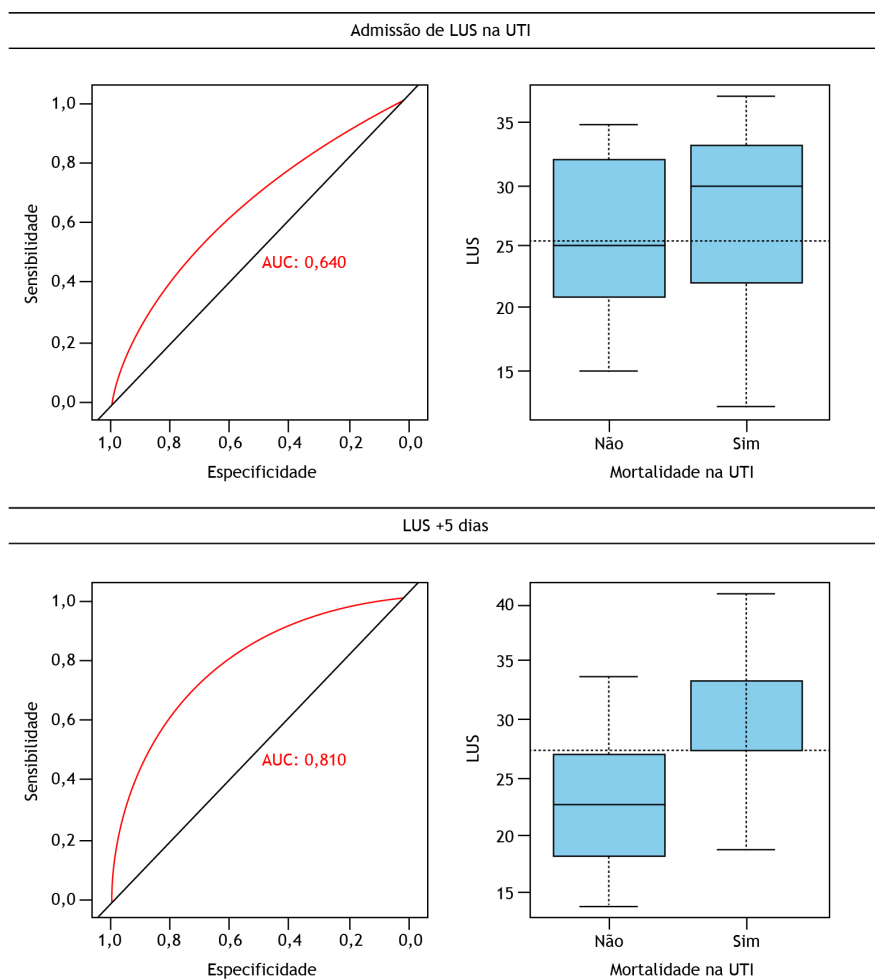 Admissão de LUS na UTI
Sensibilidade
1,0
0,8
0,6
0,4
0,2
0,0
AUC: 0,640
1,0 0,8 0,6 0,4 0,2 0,0
Especificidade
LUS
35
30
25
20
15
Não Sim
Mortalidade na UTI
LUS +5 dias
Sensibilidade
1,0
0,8
0,6
0,4
0,2
0,0
AUC: 0,810
1,0 0,8 0,6 0,4 0,2 0,0
Especificidade
LUS
40
35
30
25
20
15
Não Sim
Mortalidade na UTI